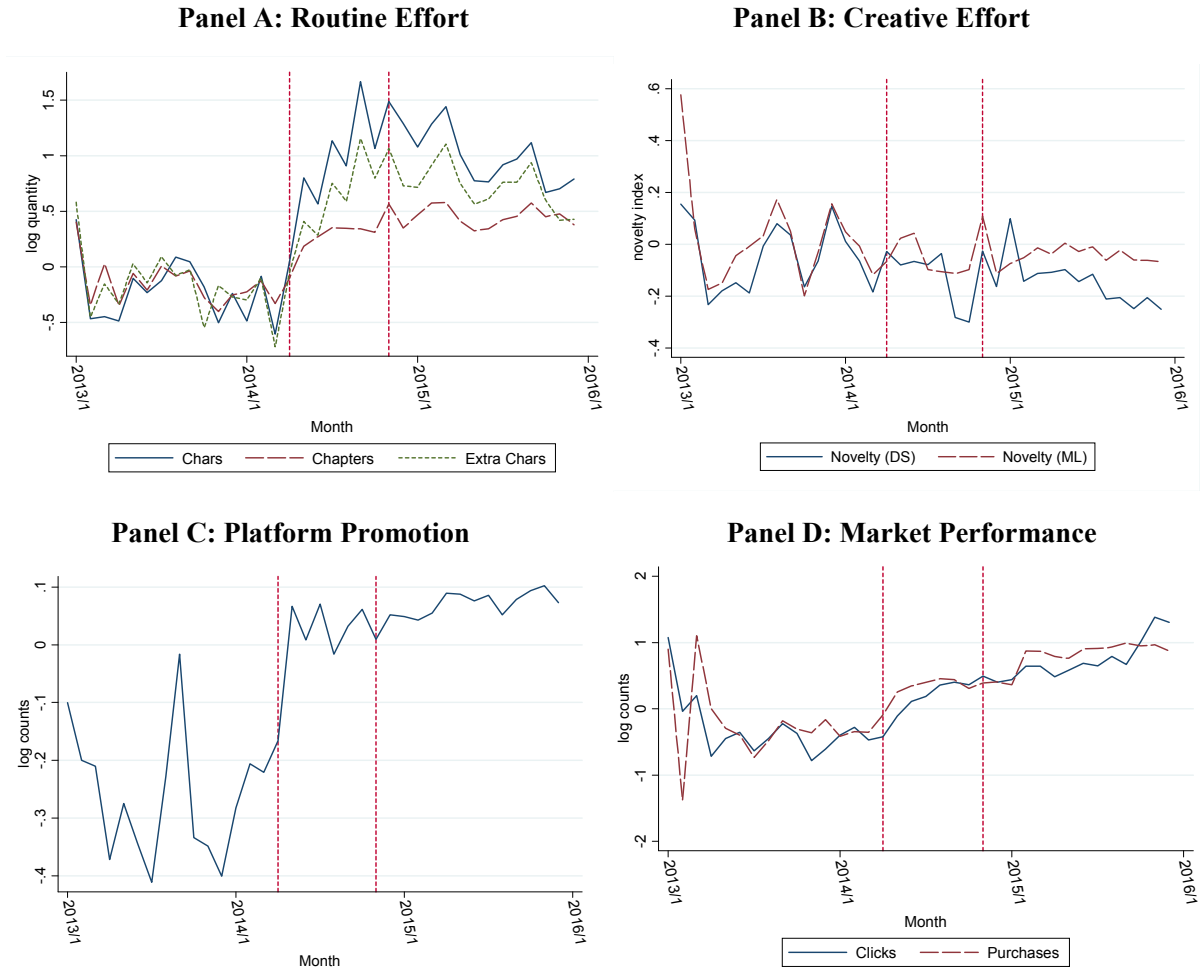 Panel A: Routine Effort
1.5
1
.5
0
-.5
log quantity
2013/1
2014/1
2015/1
2016/1
Month
Chars
Chapters
Extra Chars
Panel B: Creative Effort
.6
.4
.2
0
-.2
-.4
novelty index
2013/1
2014/1
2015/1
2016/1
Month
Novelty (DS)
Novelty (ML)
Panel C: Platform Promotion
.1
0
-.1
-.2
-.3
-.4
log counts
2013/1
2014/1
2015/1
2016/1
Month
Panel D: Market Performance
2
1
0
-1
-2
log counts
2013/1
2014/1
2015/1
2016/1
Month
Clicks
Purchases